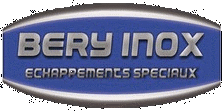 BERY INOX
ECHAPPEMENTS SPECIAUX